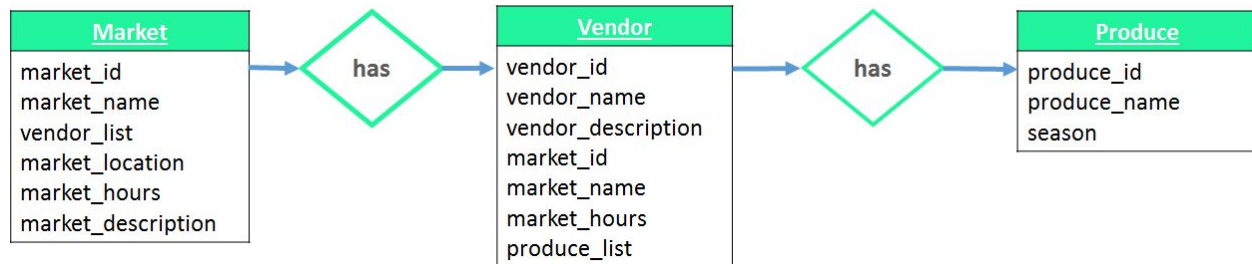 Market
market_id
market_name
vendor_list
market_location
market_hours
market_description
has
Vendor
vendor_id
vendor_name
vendor_description
market_id
market_name
market_hours
produce_list
has
Produce
produce_id
produce_name
season